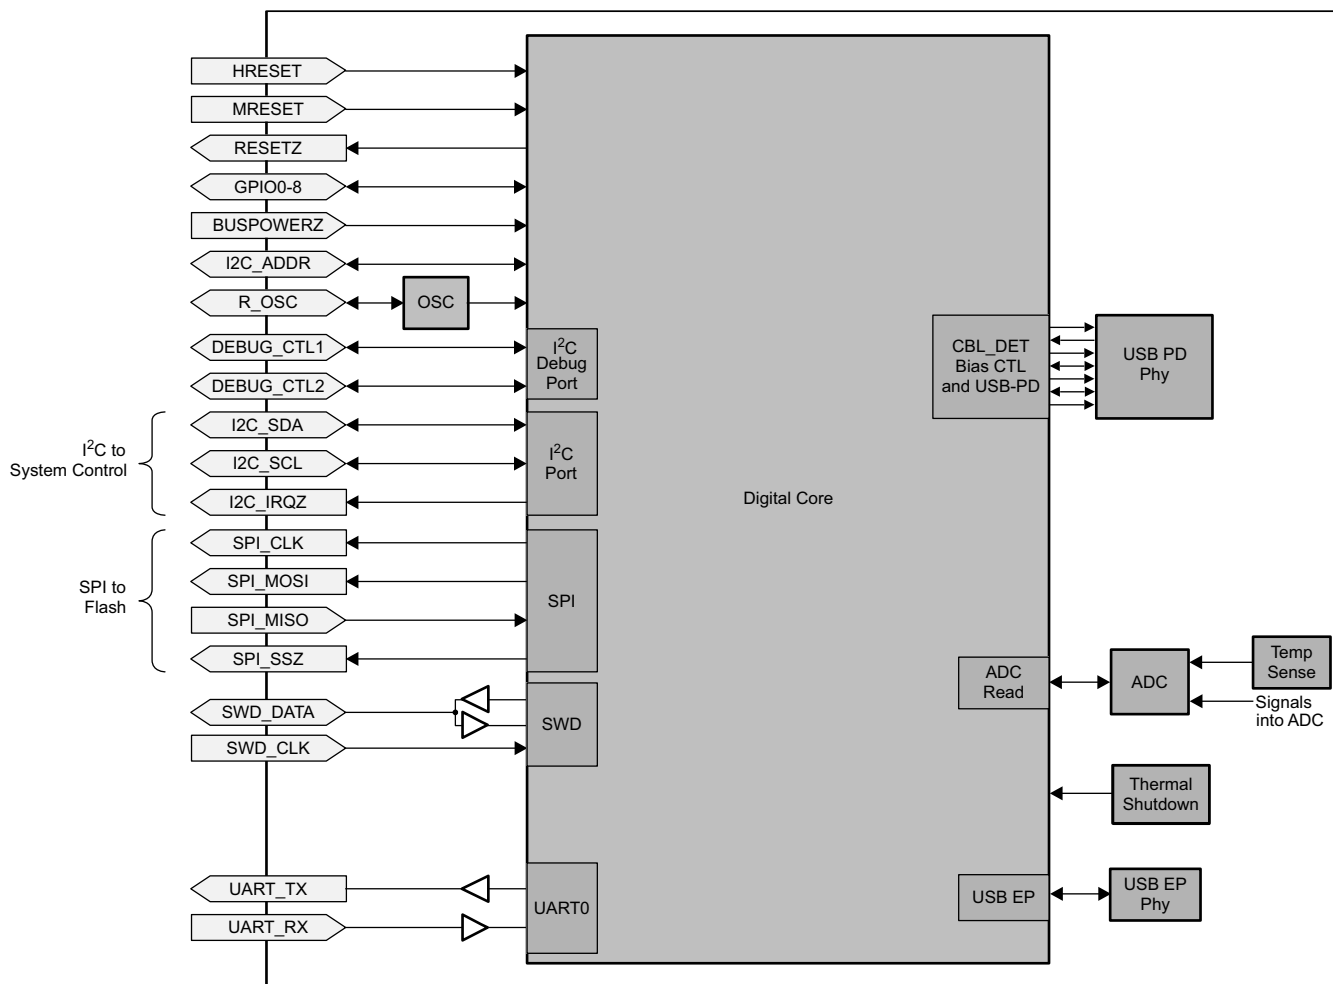 HRESET
MRESET
RESETZ
GPIO0-8
BUSPOWERZ
I2C_ADDR
R_OSC
OSC
DEBUG_CTL1
DEBUG_CTL2
I²C
Debug
Port
I²C to
System Control
I2C_SDA
I2C_SCL
I2C_IRQZ
I²C
Port
SPI to
Flash
SPI_CLK
SPI_MOSI
SPI_MISO
SPI_SSZ
SPI
SWD_DATA
SWD_CLK
SWD
UART_TX
UART_RX
UART0
Digital Core
CBL_DET
Bias CTL
and USB-PD
USB PD
Phy
ADC
Read
ADC
Temp
Sense
Signals
into ADC
Thermal
Shutdown
USB EP
USB EP
Phy